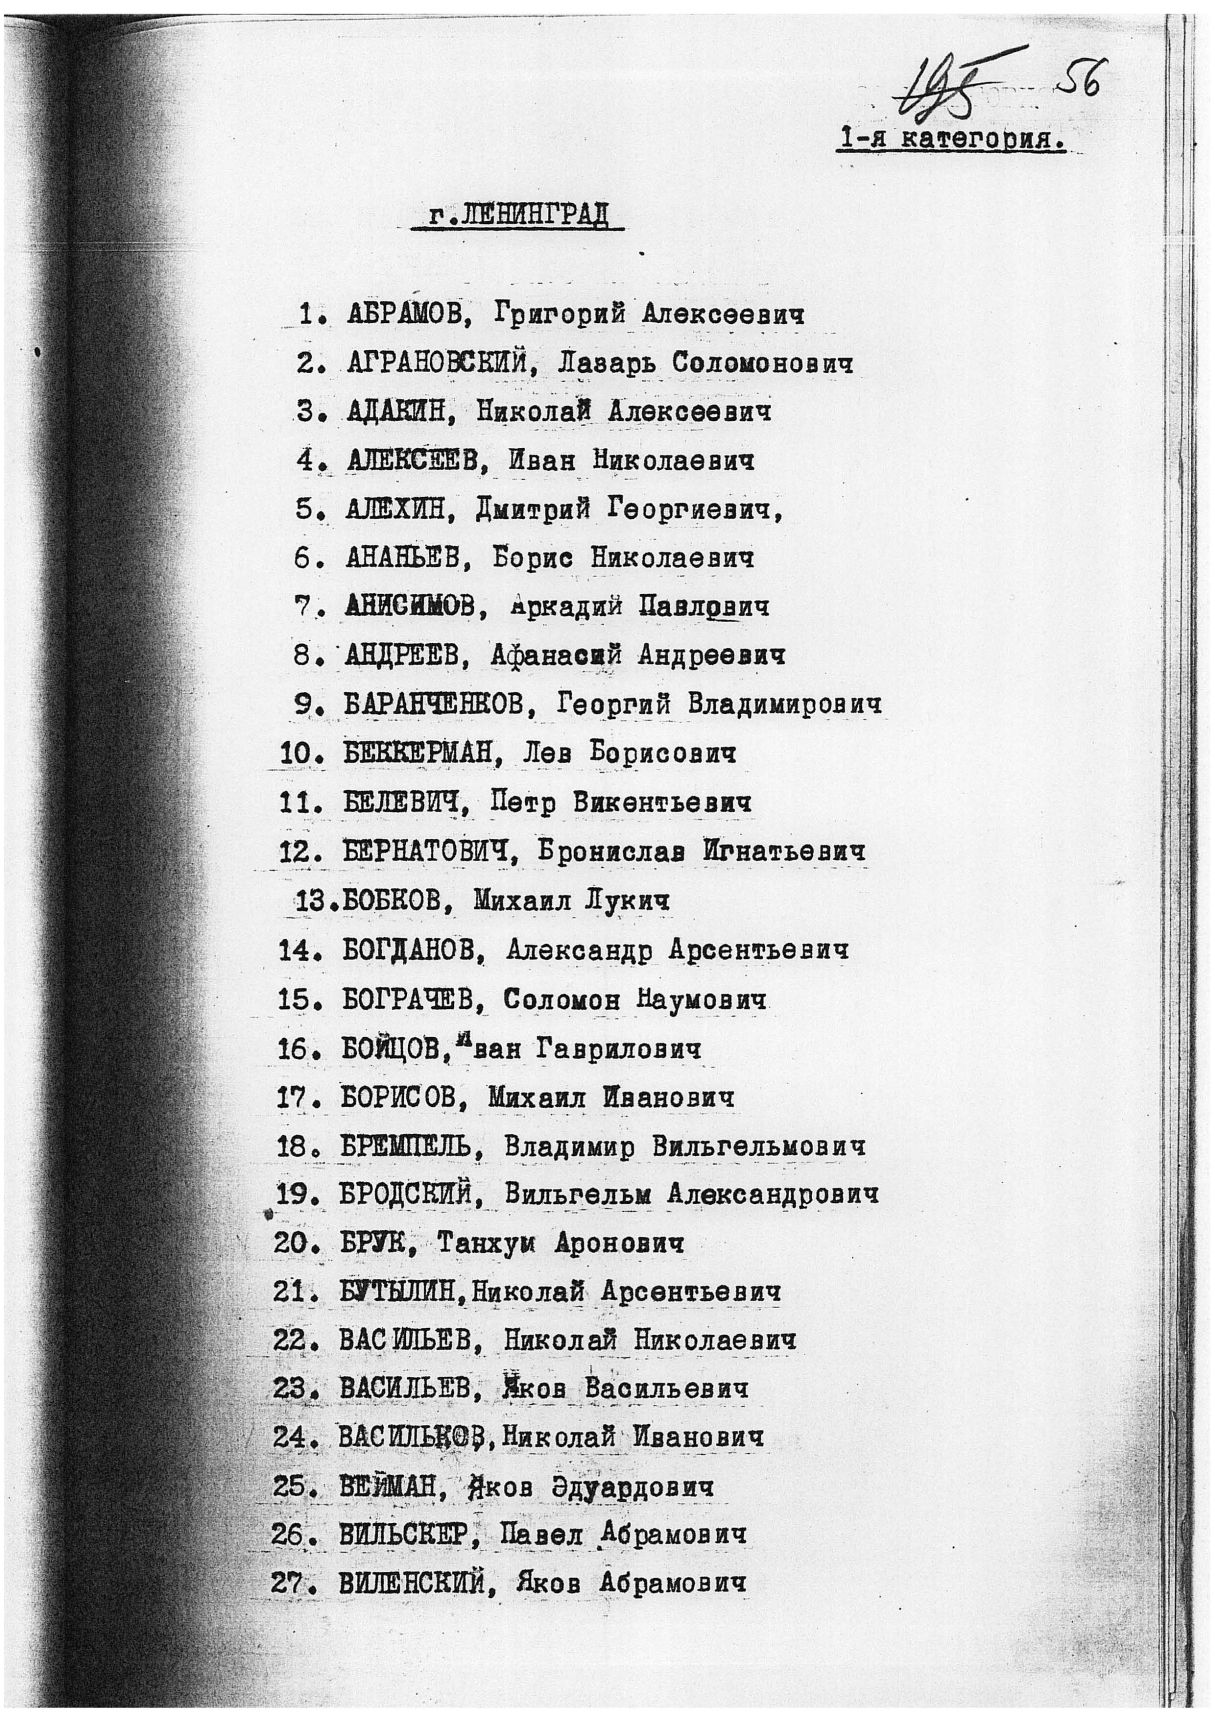 195 56
1-я категория.
г.ЛЕНИНГРАД
1. АБРАМОВ, Григорий Алексеевич
2. АГРАНОВСКИЙ, Лазарь Соломонович
3. АДАКИН, Николай Алексеевич
4. АЛЕКСЕЕВ, Иван Николаевич
5. АЛЕХИН, Дмитрий Георгиевич,
6. АНАНЬЕВ, Борис Николаевич
7. АНИСИМОВ, Аркадий Павлович
8. АНДРЕЕВ, Афанасий Андреевич
9. БАРАНЧЕНКОВ, Георгий Владимирович
10. БЕККЕРМАН, Лев Борисович
11. БЕЛЕВИЧ, Петр Викентьевич
12. БЕРНАТОВИЧ, Бронислав Игнатьевич
13.БОБКОВ, Михаил Лукич
14. БОГДАНОВ, Александр Арсентьевич
15. БОГРАЧЕВ, Соломон Наумович
16. БОЙЦОВ, Иван Гаврилович
17. БОРИСОВ, Михаил Иванович
18. БРЕМПЕЛЬ, Владимир Вильгельмович
19. БРОДСКИЙ, Вильгельм Александрович
20. БРУК, Танхум Аронович
21. БУТЫЛИН,Николай Арсентьевич
22. ВАСИЛЬЕВ, Николай Николаевич
23. ВАСИЛЬЕВ, Яков Васильевич
24. ВАСИЛЬКОВ,Николай Иванович
25. ВЕЙМАН, Яков Эдуардович
26. ВИЛЬСКЕР, Павел Абрамович
27. ВИЛЕНСКИЙ, Яков Абрамович